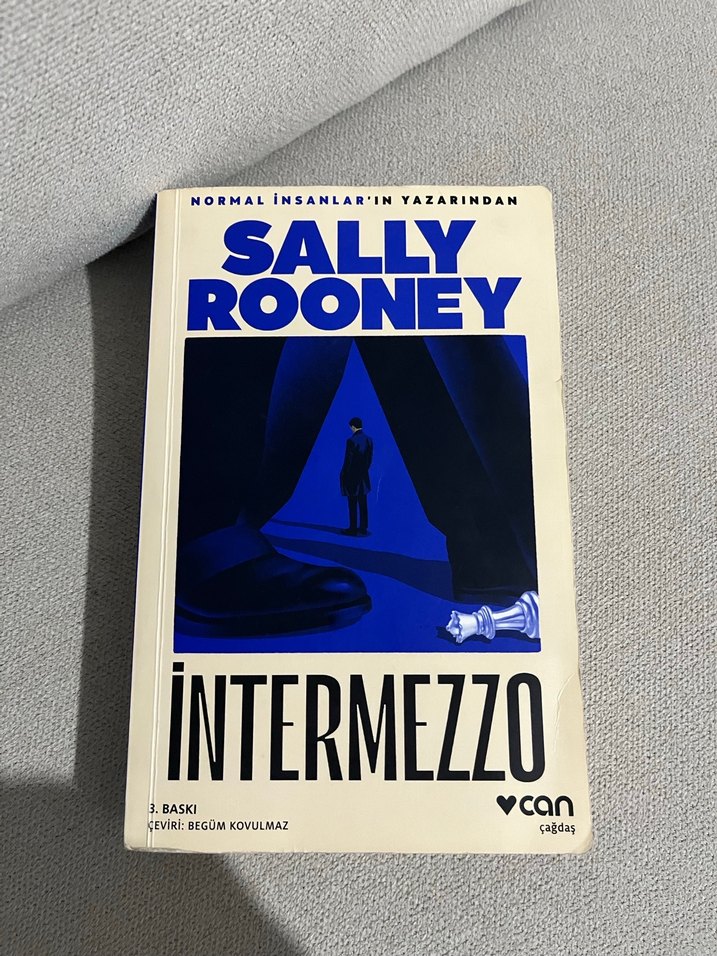 NORMAL İNSANLAR'IN YAZARINDAN
SALLY
ROONEY
İNTERMEZZO
3. BASKI
ÇEVİRİ: BEGÜM KOVULMAZ
can
çağdaş